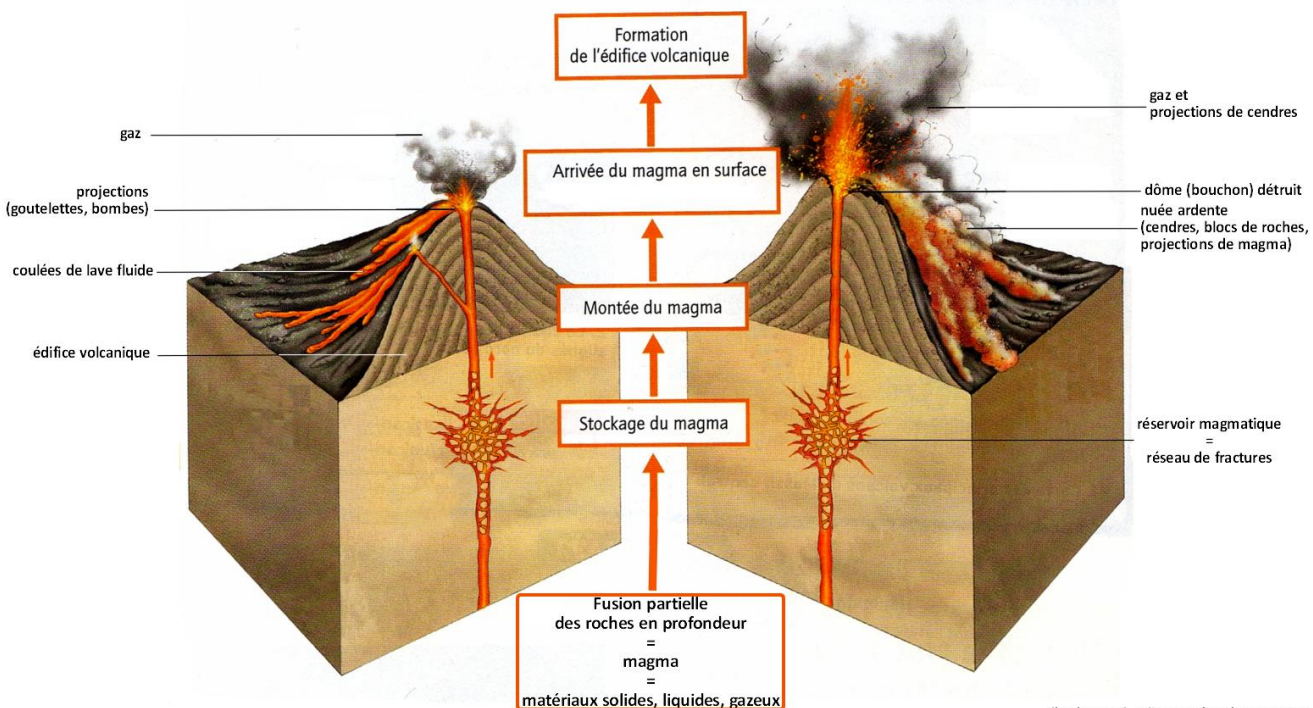 Formation
de l'édifice volcanique
gaz
gaz et
projections de cendres
Arrivée du magma en surface
projections
(goutelettes, bombes)
dôme (bouchon) détruit
nuée ardente
(cendres, blocs de roches,
projections de magma)
coulées de lave fluide
Montée du magma
édifice volcanique
Stockage du magma
réservoir magmatique
=
réseau de fractures
Fusion partielle
des roches en profondeur
=
magma
=
matériaux solides, liquides, gazeux